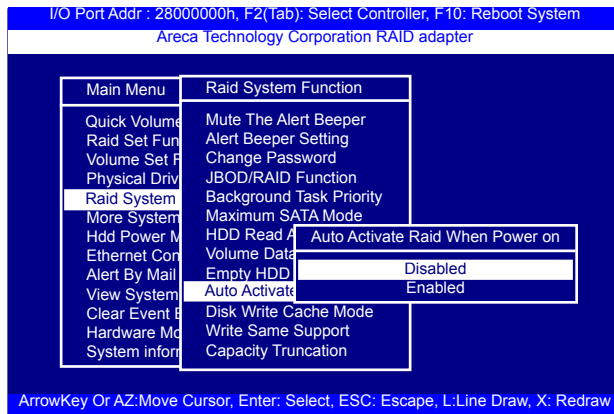 I/O Port Addr : 28000000h, F2(Tab): Select Controller, F10: Reboot System
Areca Technology Corporation RAID adapter
Main Menu
Quick Volume
Raid Set Fun
Volume Set F
Physical Driv
Raid System
More System
Hdd Power M
Ethernet Con
Alert By Mail
View System
Clear Event E
Hardware Mo
System inforr
Raid System Function
Mute The Alert Beeper
Alert Beeper Setting
Change Password
JBOD/RAID Function
Background Task Priority
Maximum SATA Mode
HDD Read A
Volume Data
Empty HDD
Auto Activate
Disk Write Cache Mode
Write Same Support
Capacity Truncation
Auto Activate Raid When Power on
Disabled
Enabled
ArrowKey Or AZ:Move Cursor, Enter: Select, ESC: Escape, L:Line Draw, X: Redraw